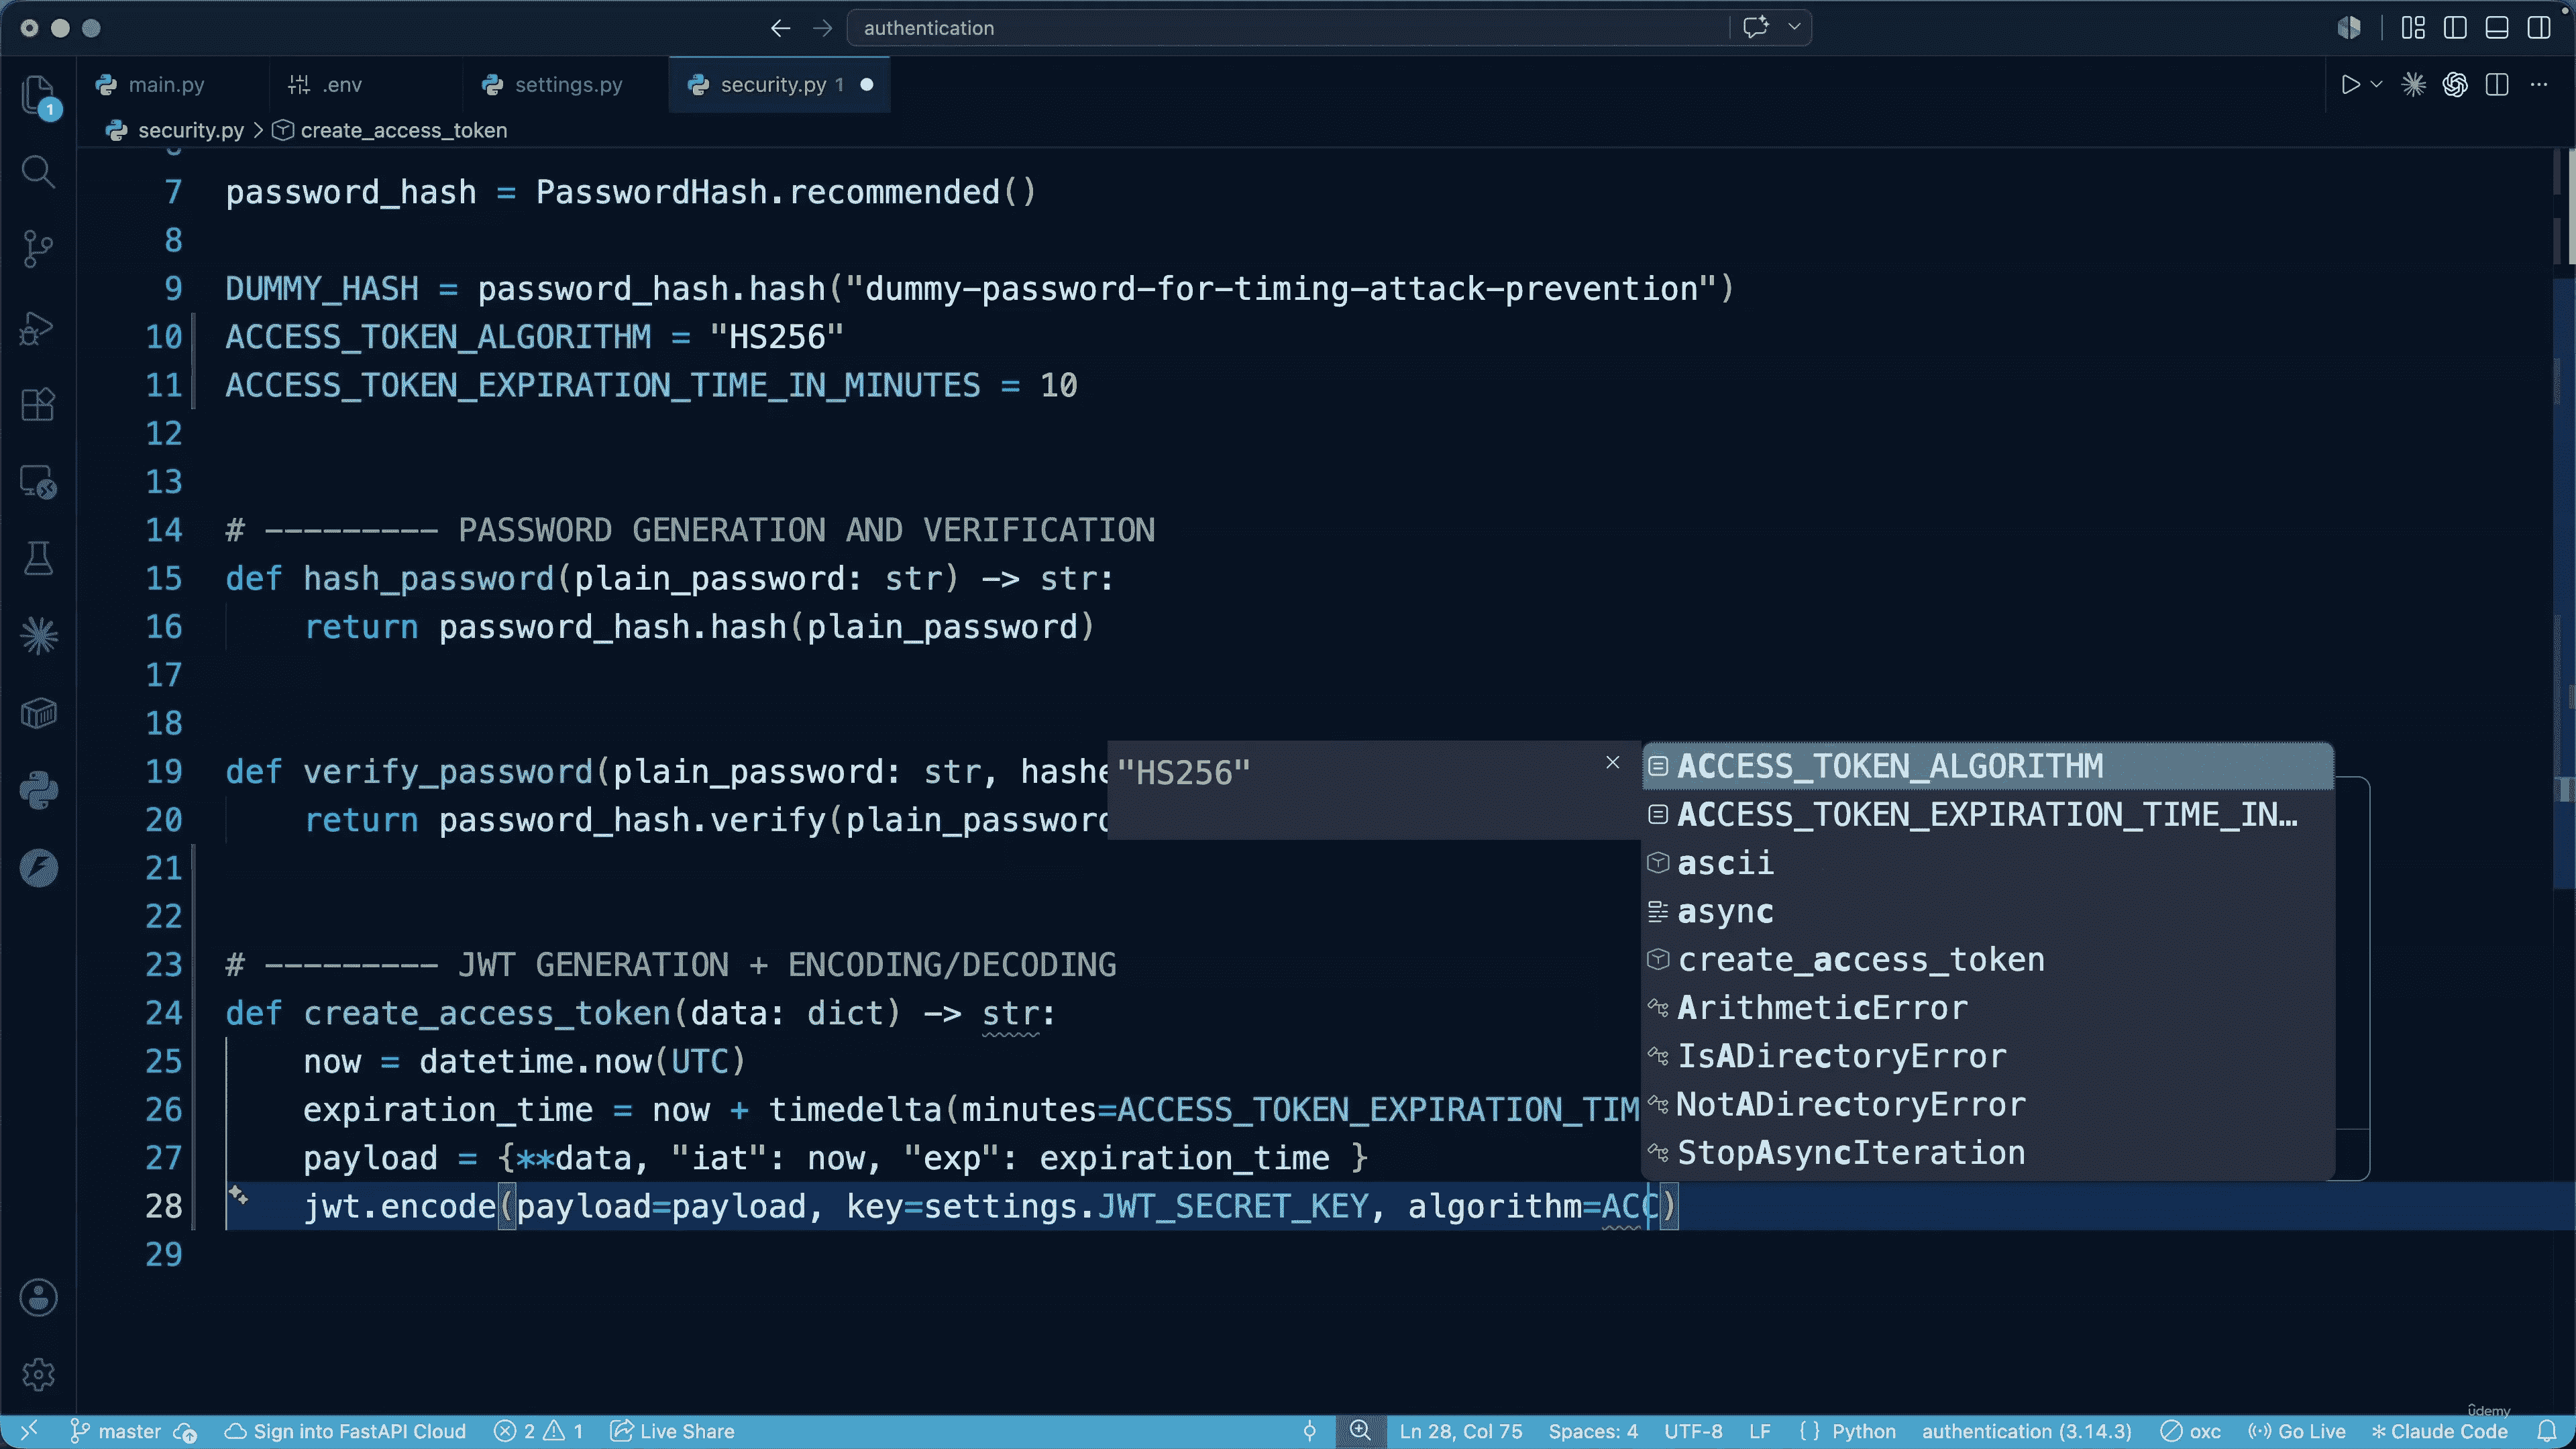 authentication
main.py
.env
settings.py
security.py 1
1
security.py > create_access_token
7 password_hash = PasswordHash.recommended()
8
9 DUMMY_HASH = password_hash.hash("dummy-password-for-timing-attack-prevention")
10 ACCESS_TOKEN_ALGORITHM = "HS256"
11 ACCESS_TOKEN_EXPIRATION_TIME_IN_MINUTES = 10
12
13
14 # --------- PASSWORD GENERATION AND VERIFICATION
15 def hash_password(plain_password: str) -> str:
16 return password_hash.hash(plain_password)
17
18
19 def verify_password(plain_password: str, hashe
20 return password_hash.verify(plain_password
21
22
23 # --------- JWT GENERATION + ENCODING/DECODING
24 def create_access_token(data: dict) -> str:
25 now = datetime.now(UTC)
26 expiration_time = now + timedelta(minutes=ACCESS_TOKEN_EXPIRATION_TIM
27 payload = {**data, "iat": now, "exp": expiration_time }
28 jwt.encode(payload=payload, key=settings.JWT_SECRET_KEY, algorithm=ACC)
29
"HS256"
ACCESS_TOKEN_ALGORITHM
ACCESS_TOKEN_EXPIRATION_TIME_IN…
ascii
async
create_access_token
ArithmeticError
IsADirectoryError
NotADirectoryError
StopAsyncIteration
ûdemy
master
Sign into FastAPI Cloud
2
1
Live Share
Ln 28, Col 75
Spaces: 4
UTF-8
LF
{ } Python
authentication (3.14.3)
oxc
Go Live
Claude Code